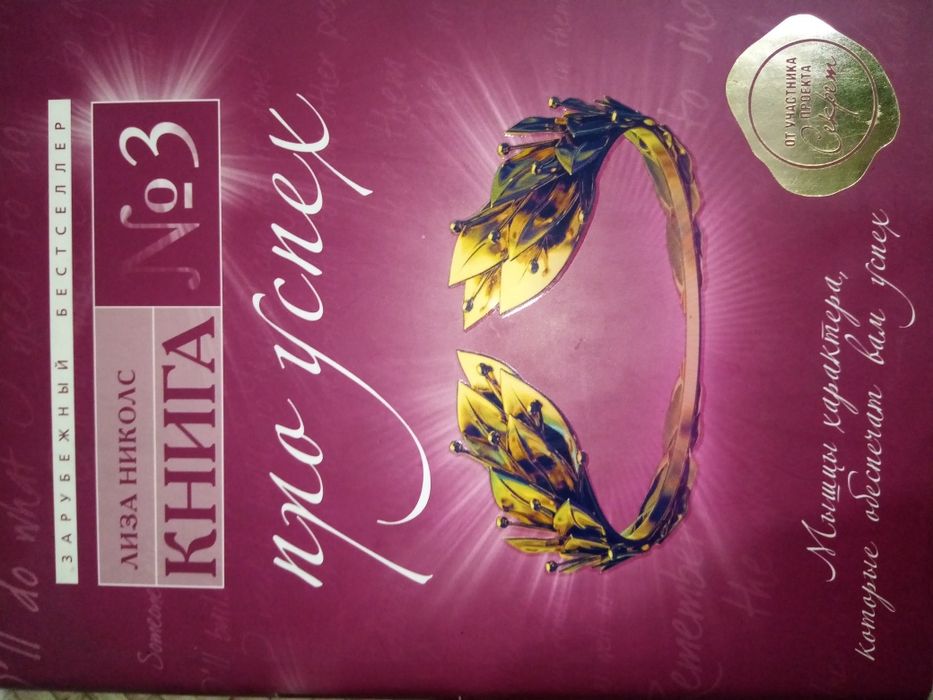 ЗАРУБЕЖНЫЙ БЕСТСЕЛЛЕР
ЛИЗА НИКОЛС
КНИГА №3
про успех
ОТ УЧАСТНИКА
ПРОЕКТА
Секрет
Мышцы характера,
которые обеспечат вам успех